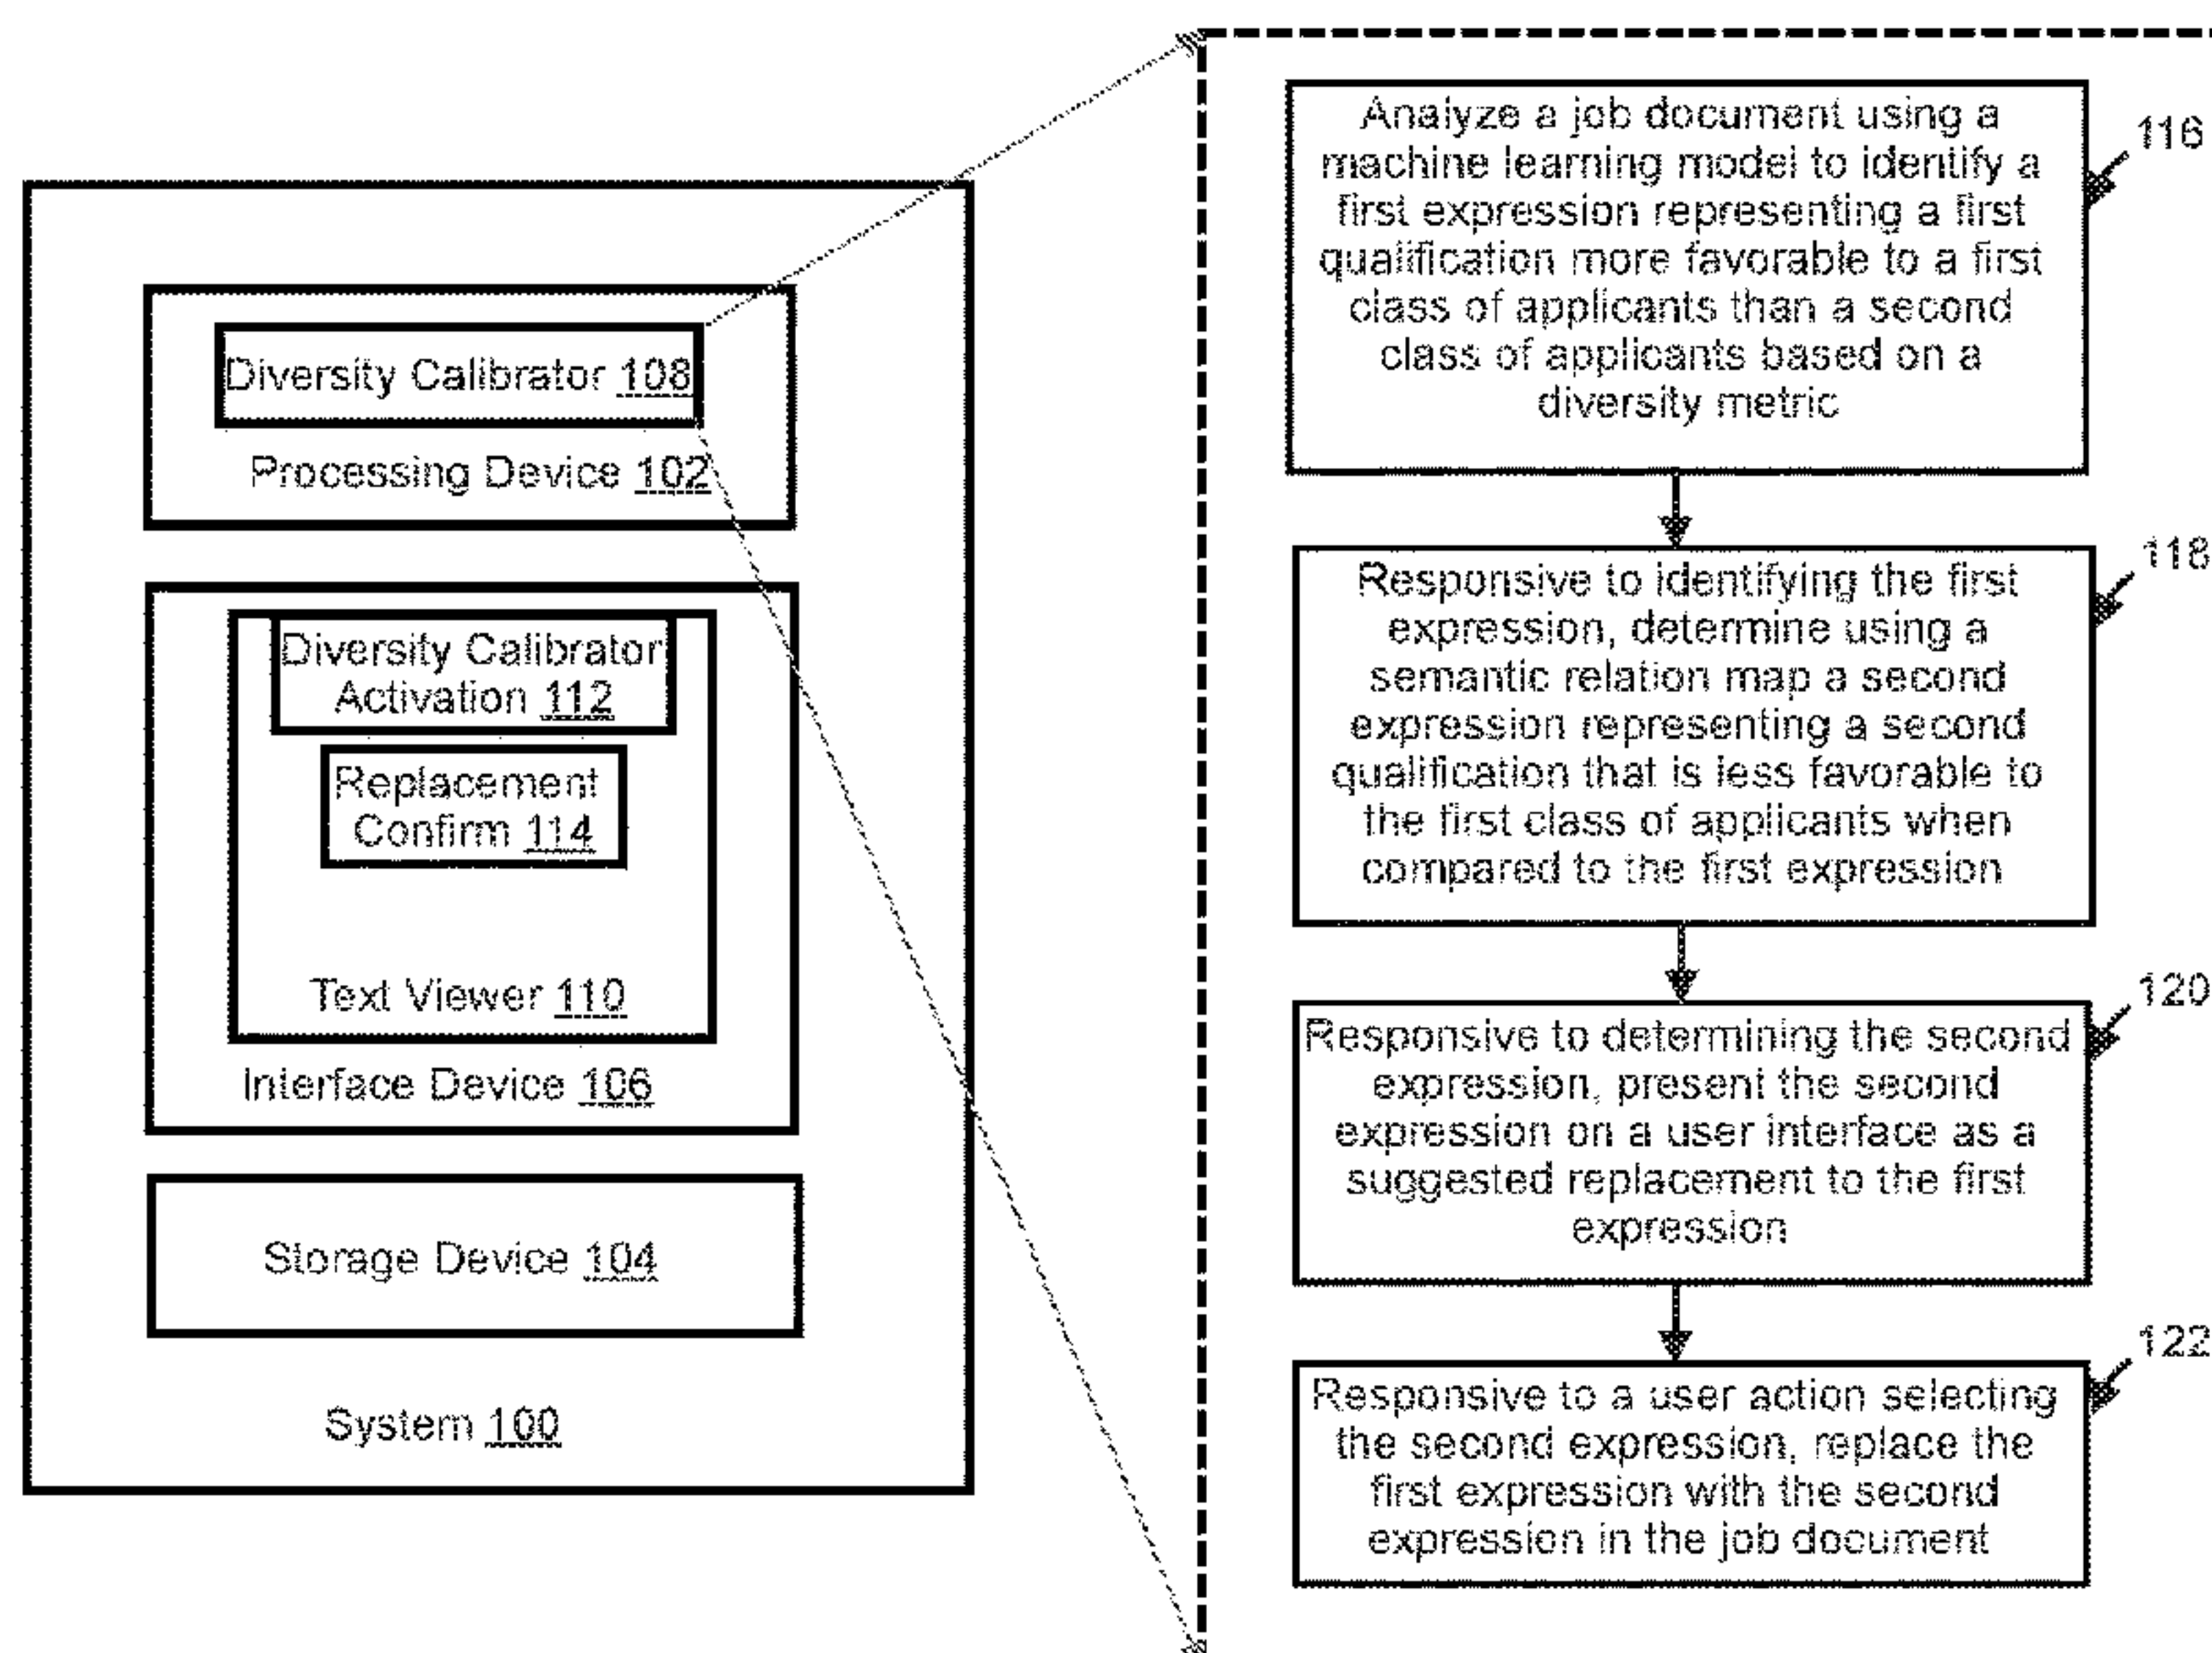 Diversity Calibrator 108
Processing Device 102
Diversity Calibrator
Activation 112
Replacement
Confirm 114
Text Viewer 110
Interface Device 106
Storage Device 104
System 100
Analyze a job document using a
machine learning model to identify a
first expression representing a first
qualification more favorable to a first
class of applicants than a second
class of applicants based on a
diversity metric
116
Responsive to identifying the first
expression, determine using a
semantic relation map a second
expression representing a second
qualification that is less favorable to
the first class of applicants when
compared to the first expression
118
Responsive to determining the second
expression, present the second
expression on a user interface as a
suggested replacement to the first
expression
120
Responsive to a user action selecting
the second expression, replace the
first expression with the second
expression in the job document
122